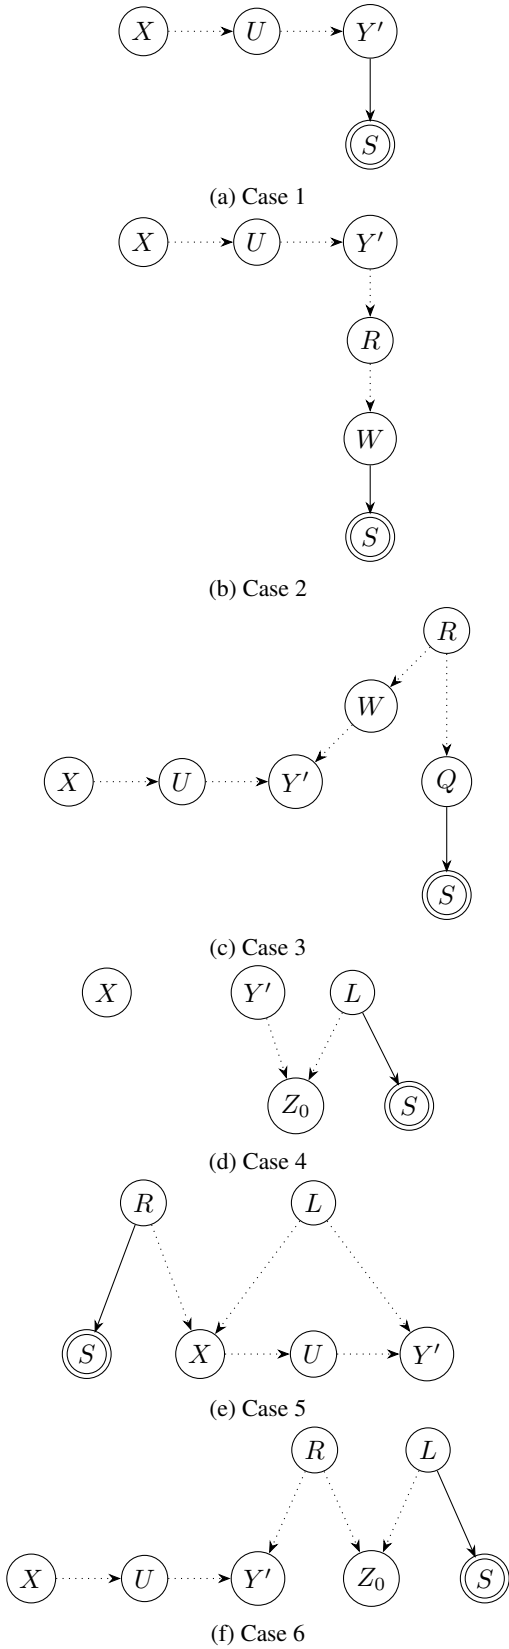 X U Y′
S
(a) Case 1
X U Y′
R
W
S
(b) Case 2
R
W
X U Y′ Q
S
(c) Case 3
X Y′ L
Z₀ S
(d) Case 4
R L
S X U Y′
(e) Case 5
R L
X U Y′ Z₀ S
(f) Case 6